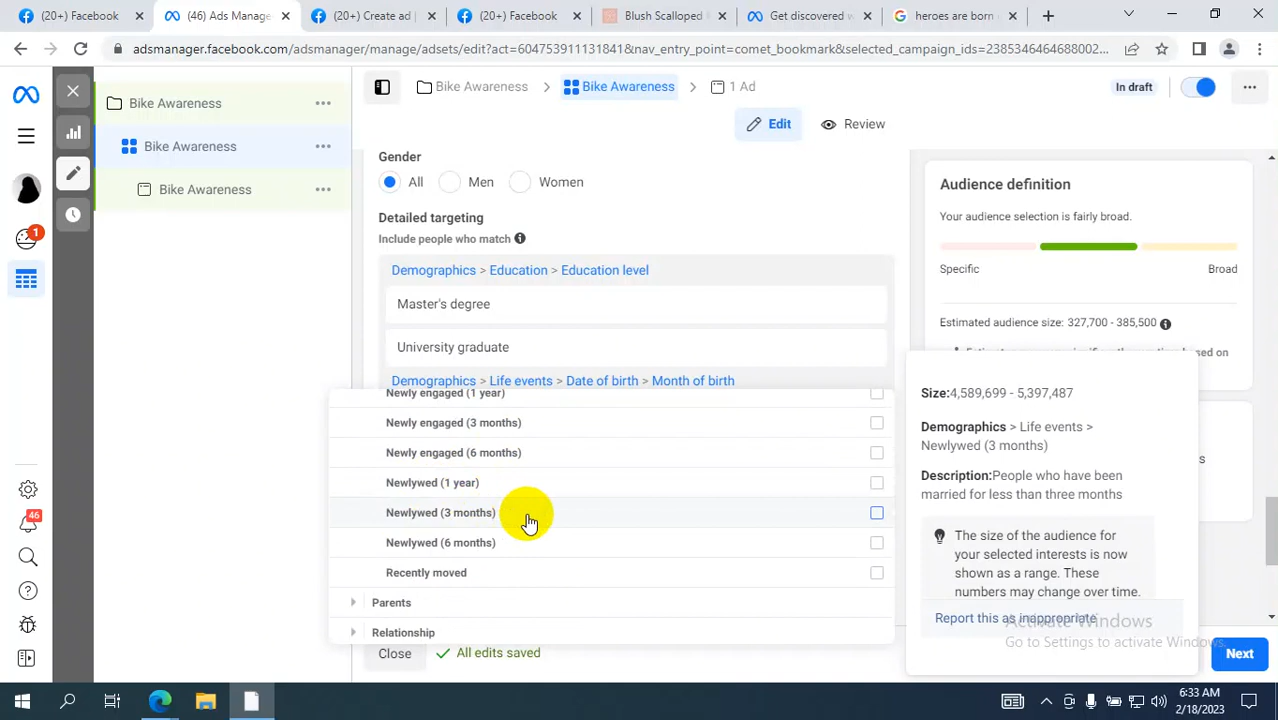 (20+) Facebook
(46) Ads Manage
(20+) Create ad
(20+) Facebook
Blush Scalloped
Get discovered
heroes are born
adsmanager.facebook.com/adsmanager/manage/adsets/edit?act=604753911131841&nav_entry_point=comet_bookmark&selected_campaign_ids=2385346464688002...
Bike Awareness
Bike Awareness
1 Ad
In draft
Edit
Review
Bike Awareness
Bike Awareness
Bike Awareness
1
46
Gender
All
Men
Women
Detailed targeting
Include people who match
Demographics > Education > Education level
Master's degree
University graduate
Demographics > Life events > Date of birth > Month of birth
Newly engaged (1 year)
Newly engaged (3 months)
Newly engaged (6 months)
Newlywed (1 year)
Newlywed (3 months)
Newlywed (6 months)
Recently moved
Parents
Relationship
Close
All edits saved
Audience definition
Your audience selection is fairly broad.
Specific
Broad
Estimated audience size: 327,700 - 385,500
Size:4,589,699 - 5,397,487
Demographics > Life events >
Newlywed (3 months)
Description:People who have been
married for less than three months
The size of the audience for
your selected interests is now
shown as a range. These
numbers may change over time.
Report this as inappropriate
Activate Windows
Go to Settings to activate Windows.
Next
6:33 AM
2/18/2023